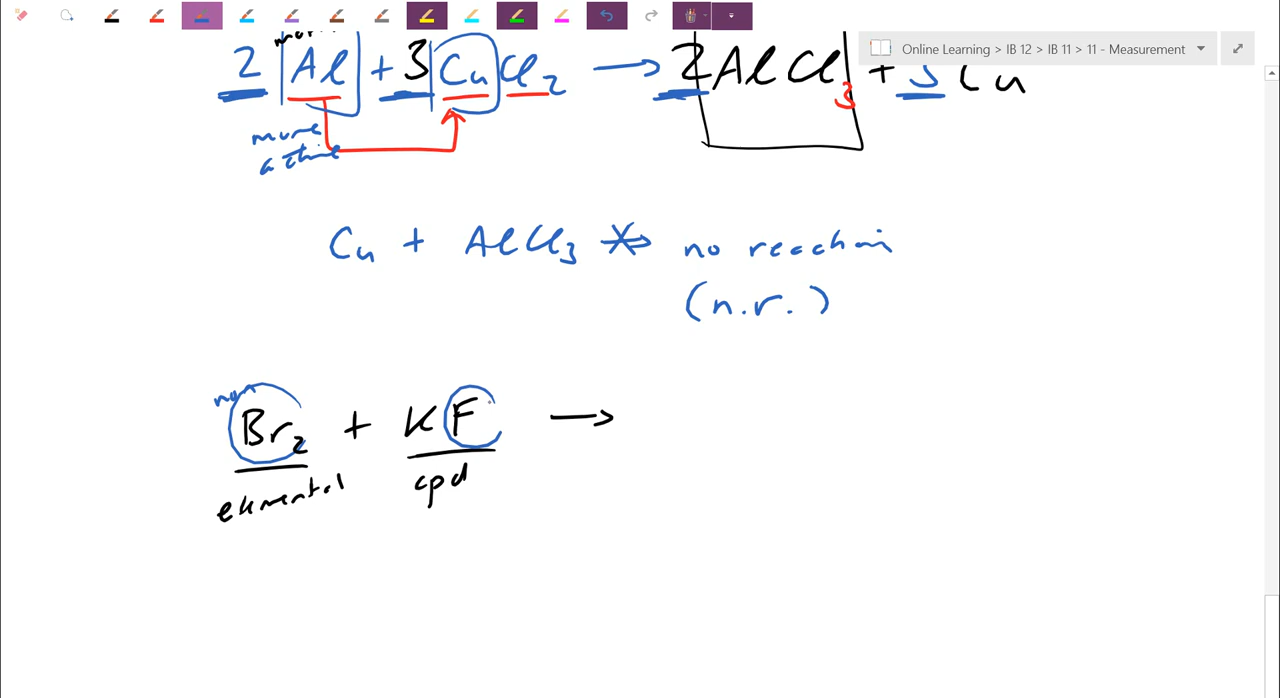 Online Learning > IB 12 > IB 11 > 11 - Measurement
2 Al + 3 CuCl2 → 2 AlCl3 + 3 Cu
more
active
Cu + AlCl3 no reaction
(n.r.)
non
Br2 + KF →
elemental cpd